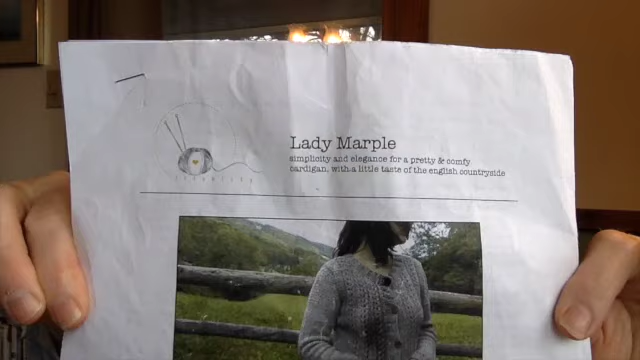 Lady Marple
simplicity and elegance for a pretty & comfy
cardigan, with a little taste of the english countryside